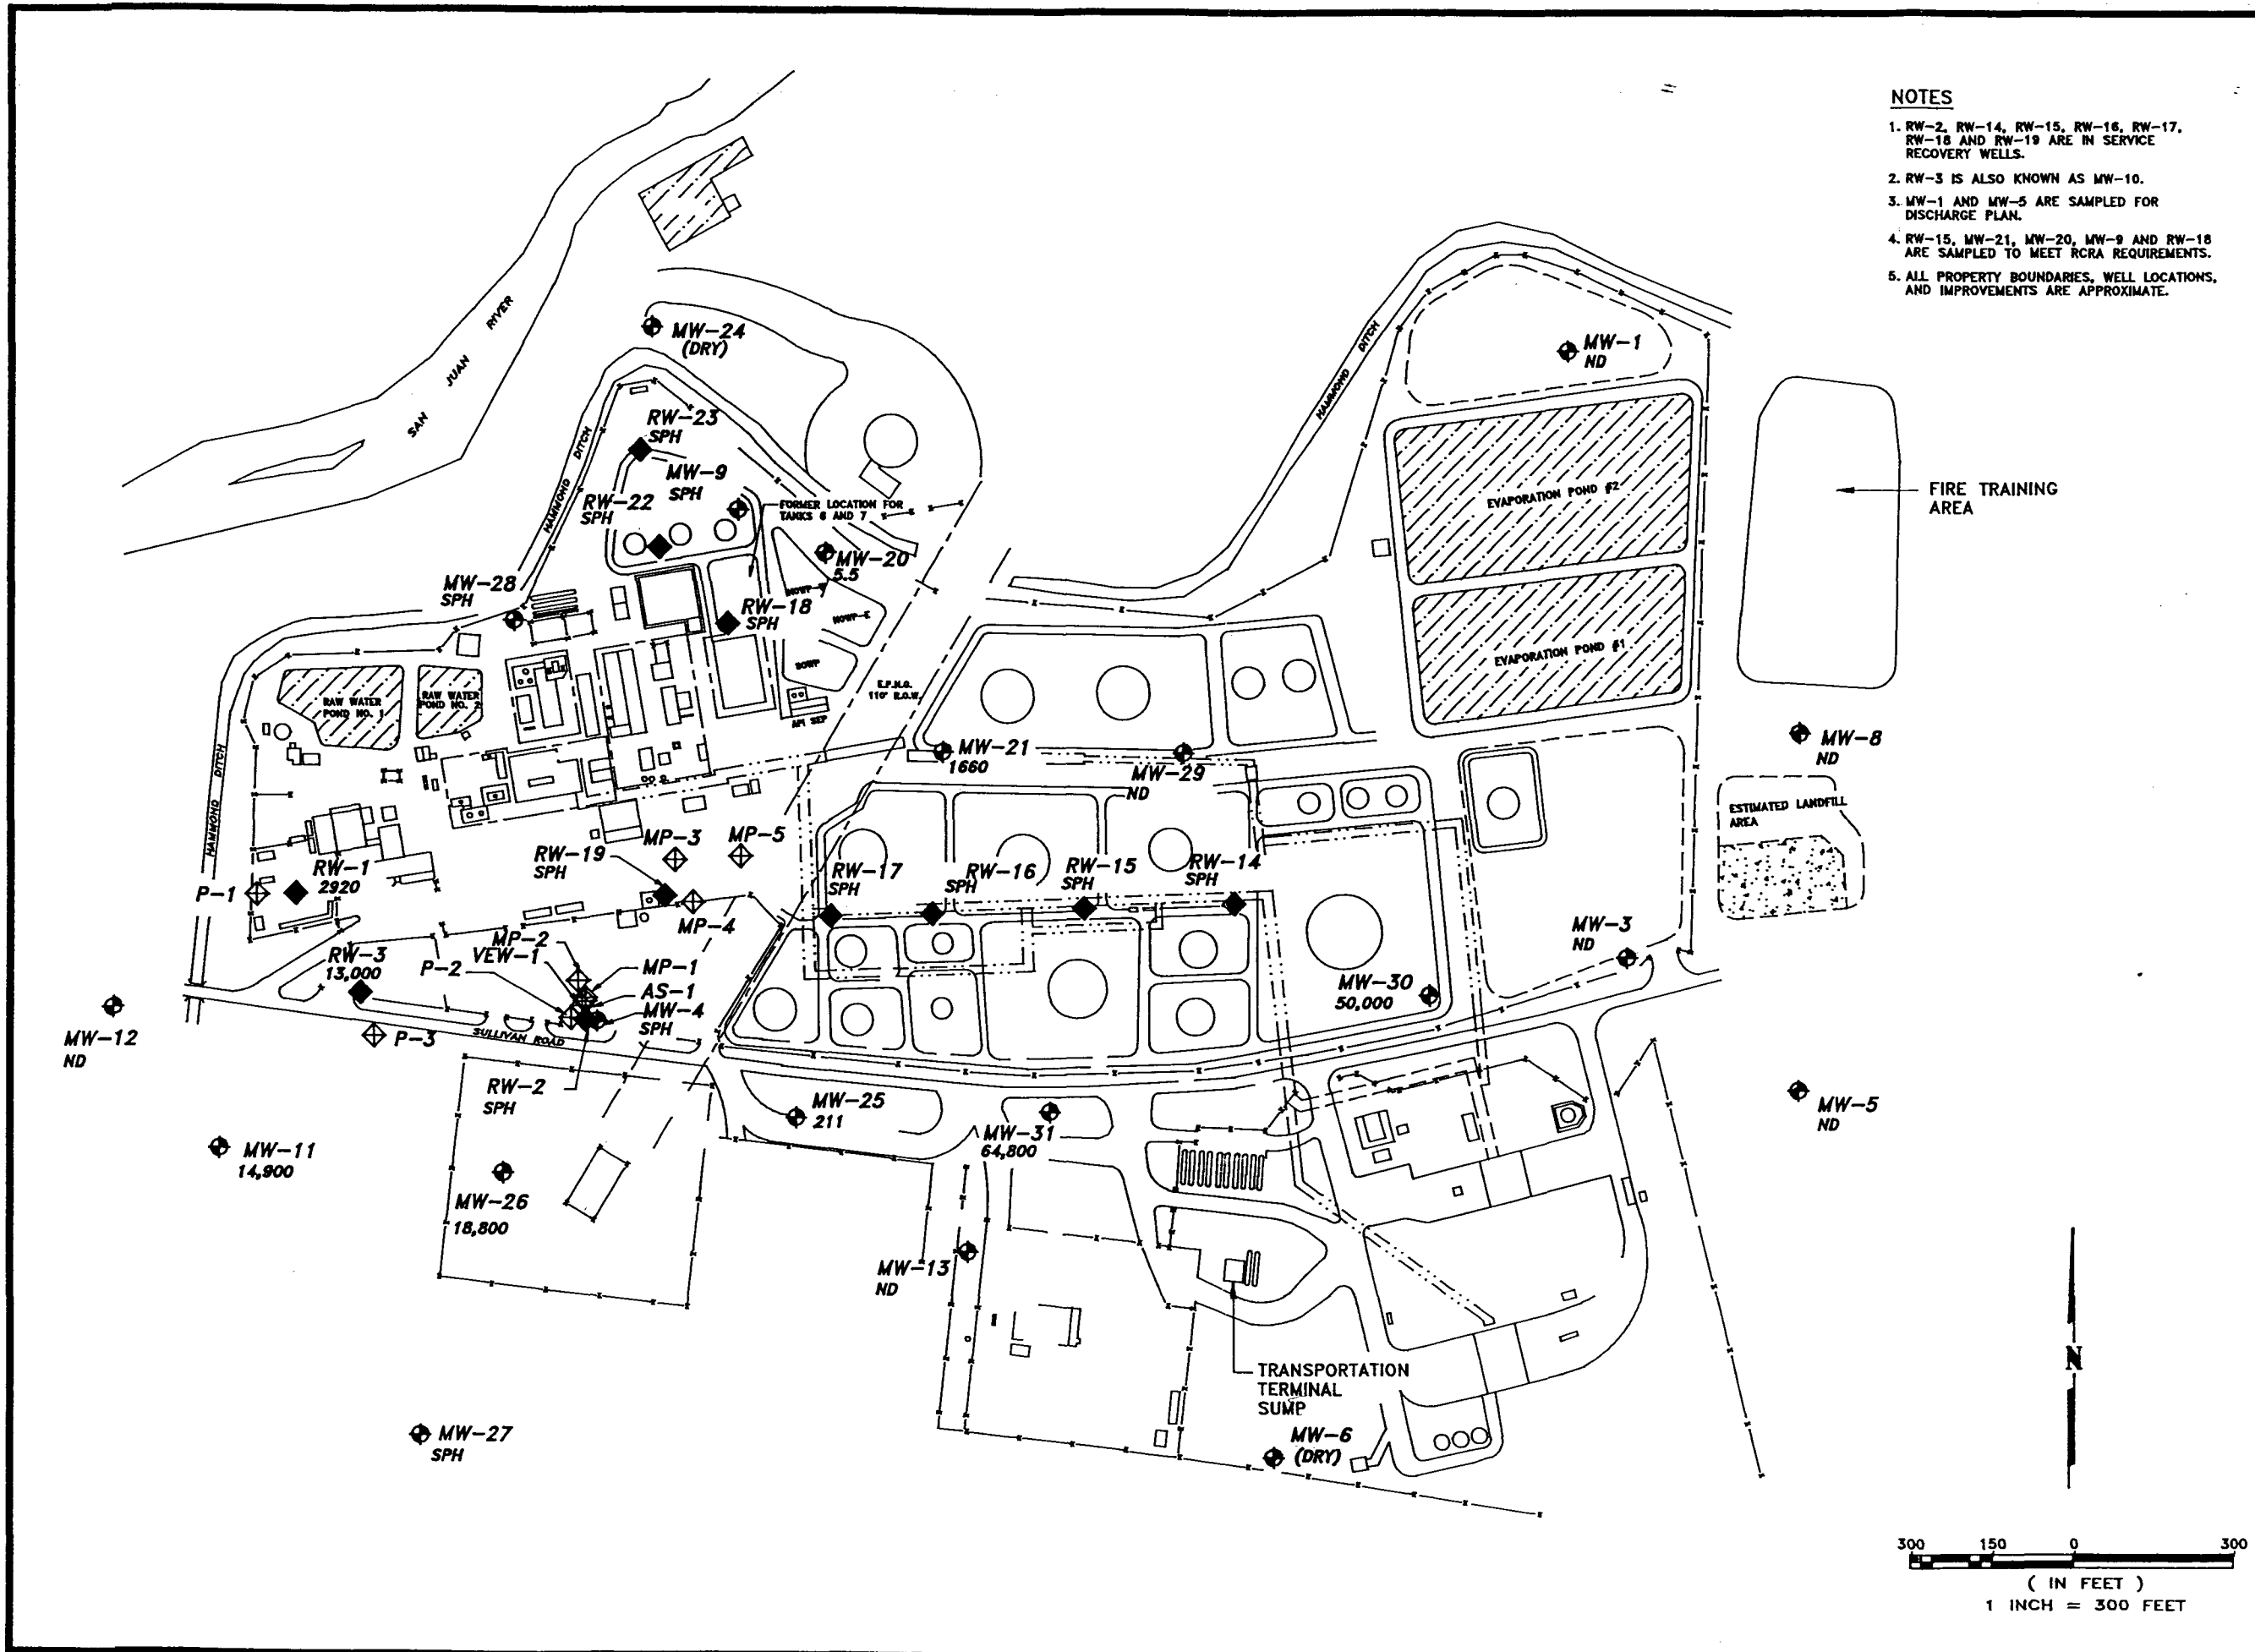 NOTES
1. RW-2, RW-14, RW-15, RW-16, RW-17,
RW-18 AND RW-19 ARE IN SERVICE
RECOVERY WELLS.
2. RW-3 IS ALSO KNOWN AS MW-10.
3. MW-1 AND MW-5 ARE SAMPLED FOR
DISCHARGE PLAN.
4. RW-15, MW-21, MW-20, MW-9 AND RW-18
ARE SAMPLED TO MEET RCRA REQUIREMENTS.
5. ALL PROPERTY BOUNDARIES, WELL LOCATIONS,
AND IMPROVEMENTS ARE APPROXIMATE.
SAN JUAN RIVER
MW-24
(DRY)
HAMMOND DITCH
MW-1
ND
RW-23
SPH
HAMMOND DITCH
MW-9
SPH
RW-22
SPH
FORMER LOCATION FOR
TANKS 6 AND 7
EVAPORATION POND #2
FIRE TRAINING
AREA
MW-20
5.5
MW-28
SPH
NOWP
RW-18
SPH
NOWP-E
SOWP
EVAPORATION POND #1
RAW WATER
POND NO. 1
RAW WATER
POND NO. 2
E.P.N.G.
110' R.O.W.
API SEP
HAMMOND DITCH
MW-21
1660
MW-29
ND
MW-8
ND
ESTIMATED LANDFILL
AREA
MP-3
MP-5
RW-19
SPH
RW-1
2920
P-1
RW-17
SPH
RW-16
SPH
RW-15
SPH
RW-14
SPH
MP-4
MW-3
ND
MP-2
VEW-1
RW-3
13,000
P-2
MP-1
AS-1
MW-4
SPH
MW-30
50,000
MW-12
ND
P-3
SULLIVAN ROAD
RW-2
SPH
MW-25
211
MW-5
ND
MW-31
64,800
MW-11
14,900
MW-26
18,800
MW-13
ND
TRANSPORTATION
TERMINAL
SUMP
N
MW-27
SPH
MW-6
(DRY)
300 150 0 300
( IN FEET )
1 INCH = 300 FEET